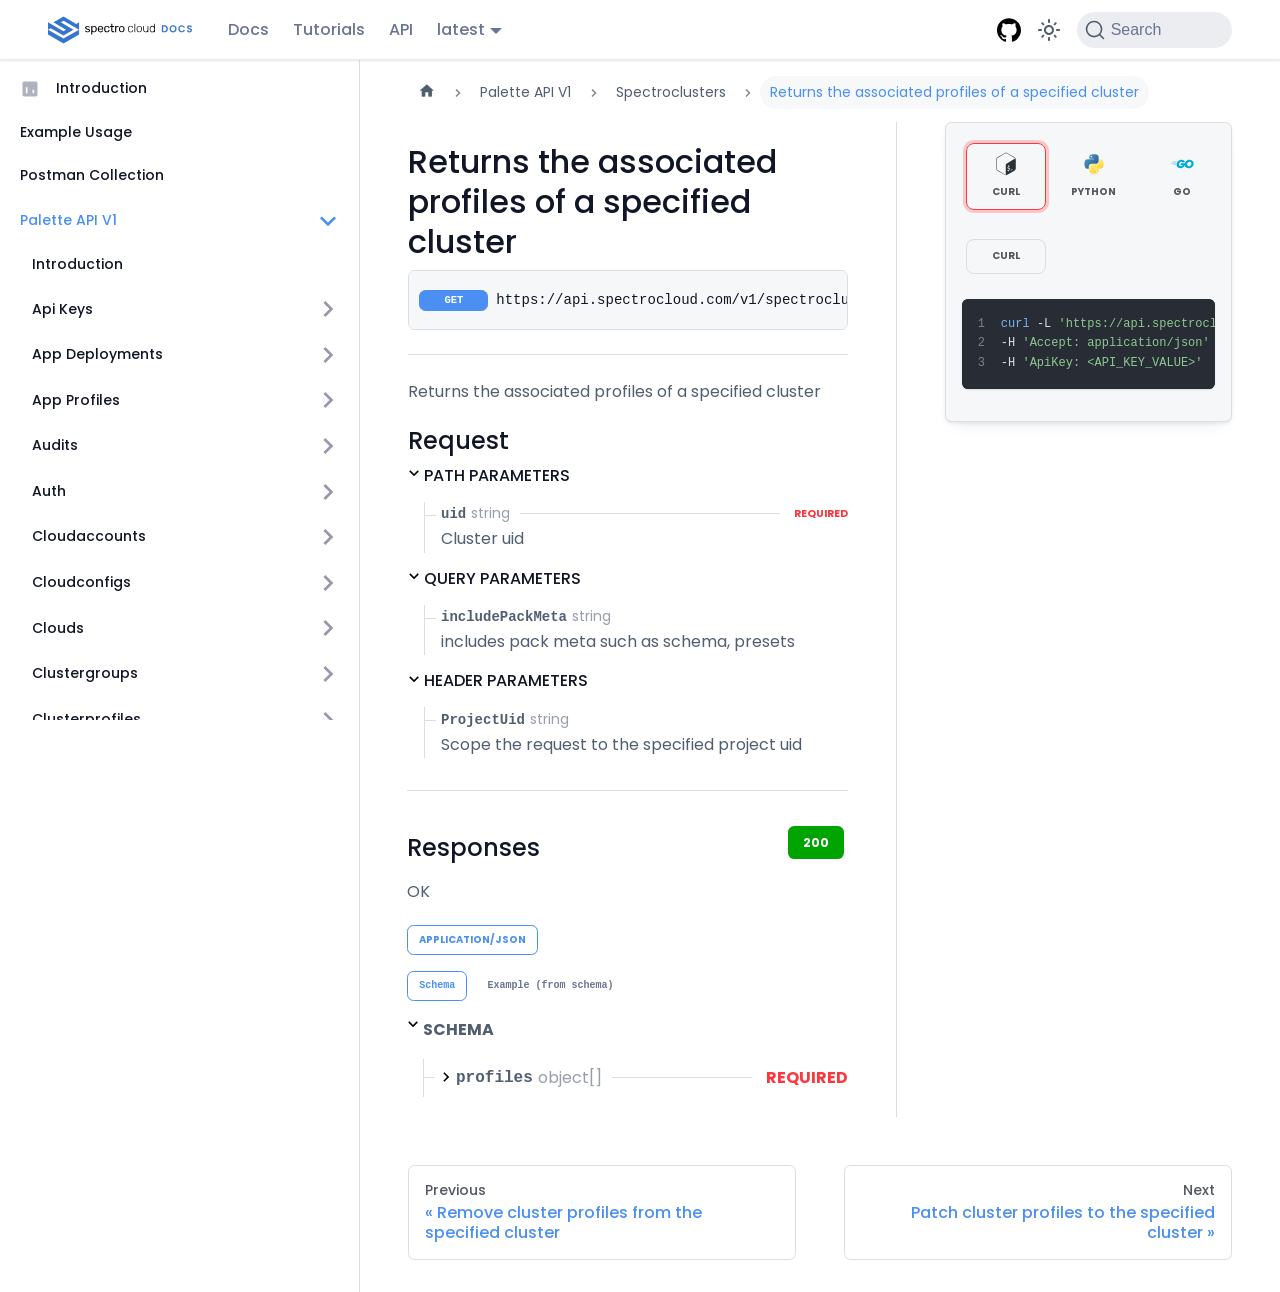 spectro cloud DOCS
Docs
Tutorials
API
latest
Search
Introduction
Example Usage
Postman Collection
Palette API V1
Introduction
Api Keys
App Deployments
App Profiles
Audits
Auth
Cloudaccounts
Cloudconfigs
Clouds
Clustergroups
Clusterprofiles
Palette API V1
Spectroclusters
Returns the associated profiles of a specified cluster
Returns the associated
profiles of a specified
cluster
GET https://api.spectrocloud.com/v1/spectroclu
Returns the associated profiles of a specified cluster
Request
PATH PARAMETERS
uid string REQUIRED
Cluster uid
QUERY PARAMETERS
includePackMeta string
includes pack meta such as schema, presets
HEADER PARAMETERS
ProjectUid string
Scope the request to the specified project uid
Responses
200
OK
APPLICATION/JSON
Schema Example (from schema)
SCHEMA
profiles object[] REQUIRED
CURL
PYTHON
GO
CURL
1 curl -L 'https://api.spectrocl
2 -H 'Accept: application/json'
3 -H 'ApiKey: <API_KEY_VALUE>'
Previous
« Remove cluster profiles from the
specified cluster
Next
Patch cluster profiles to the specified
cluster »